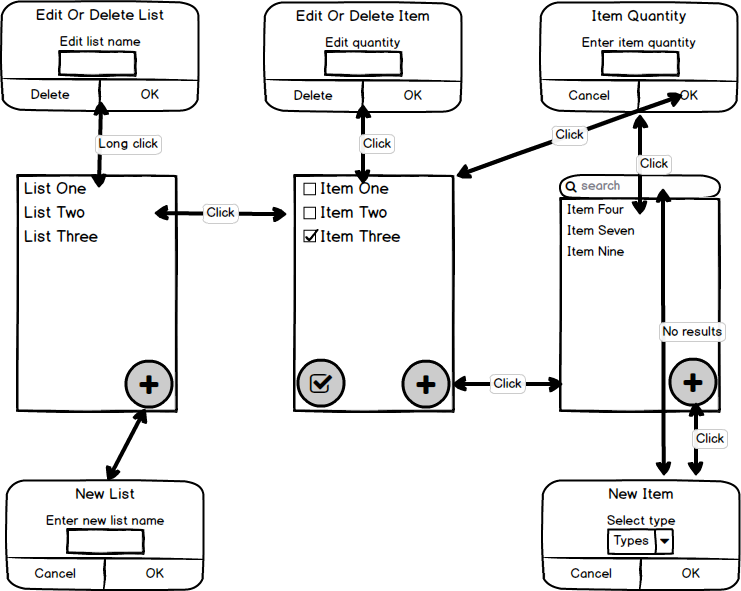 Edit Or Delete List
Edit list name
Delete
OK
Edit Or Delete Item
Edit quantity
Delete
OK
Item Quantity
Enter item quantity
Cancel
OK
Long click
Click
Click
Click
List One
List Two
List Three
Click
Item One
Item Two
Item Three
search
Item Four
Item Seven
Item Nine
No results
Click
Click
New List
Enter new list name
Cancel
OK
New Item
Select type
Types
Cancel
OK